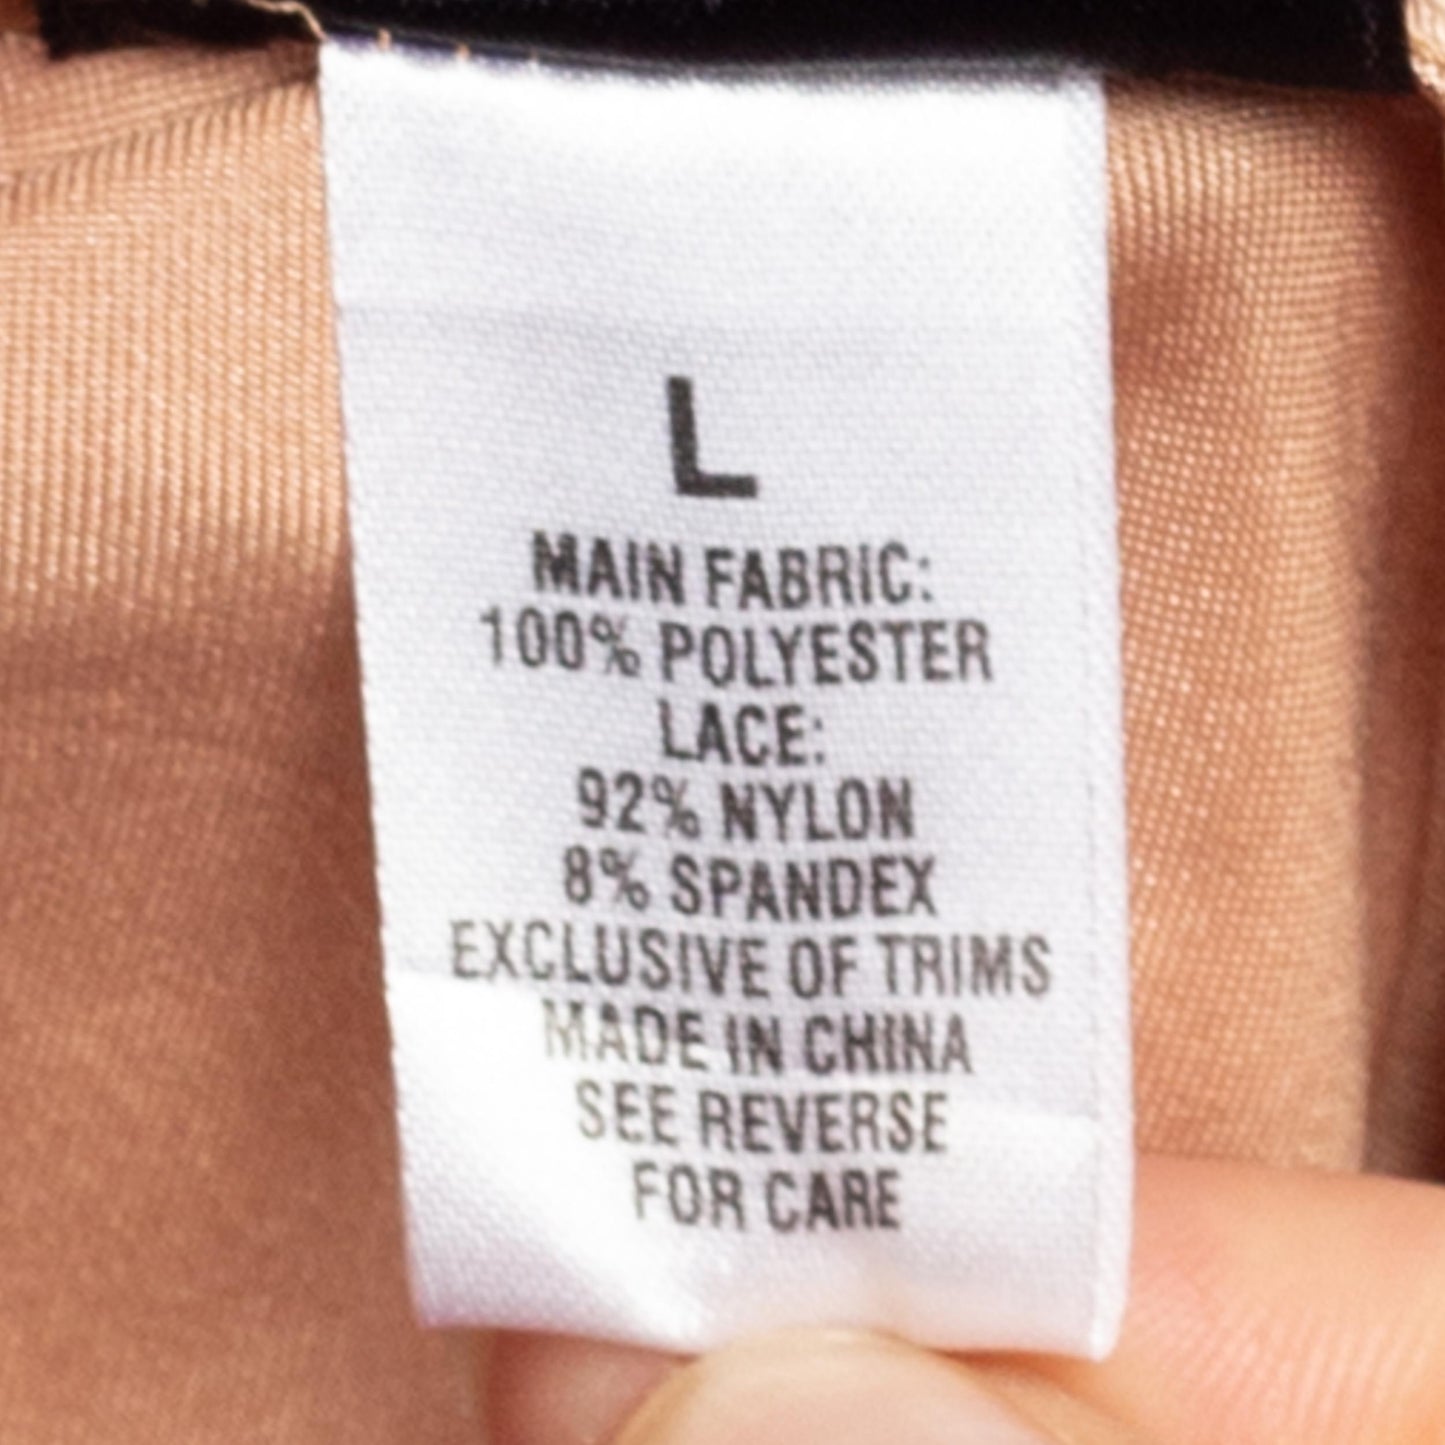 L
MAIN FABRIC:
100% POLYESTER
LACE:
92% NYLON
8% SPANDEX
EXCLUSIVE OF TRIMS
MADE IN CHINA
SEE REVERSE
FOR CARE